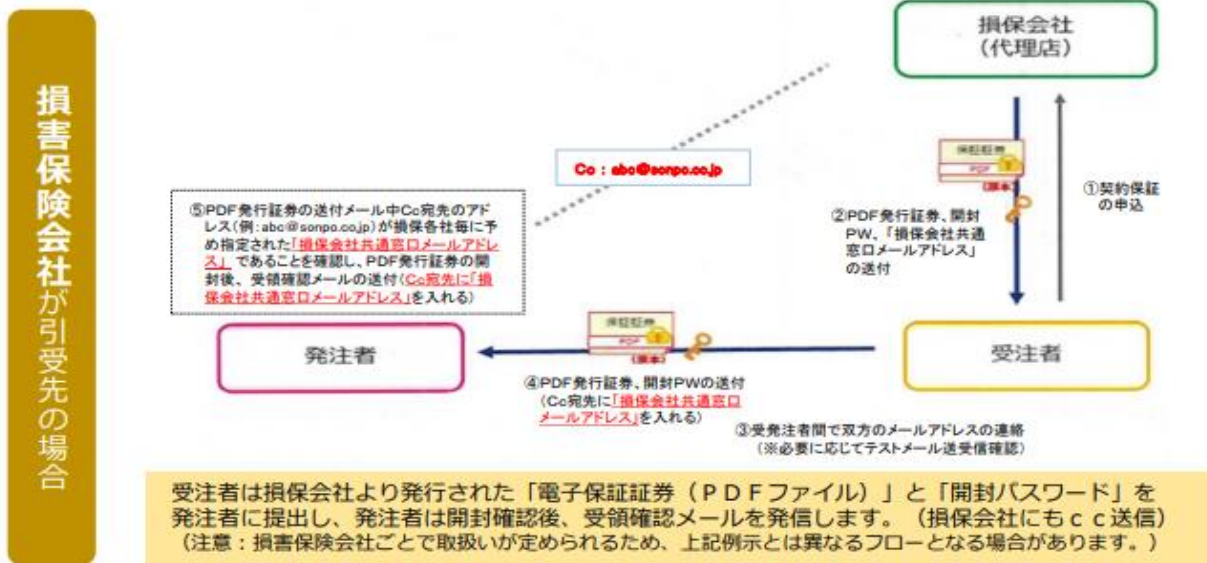 損害保険会社が引受先の場合
損保会社
(代理店)
Cc:abc@sonpo.co.jp
保証証券
PDF
(原本)
①契約保証
の申込
②PDF発行証券、開封
PW、「損保会社共通
窓口メールアドレス」
の送付
⑤PDF発行証券の送付メール中Cc宛先のアド
レス(例:abc@sonpo.co.jp)が損保各社毎に予
め指定された「損保会社共通窓口メールアドレ
ス」であることを確認し、PDF発行証券の開
封後、受領確認メールの送付(Cc宛先に「損
保会社共通窓口メールアドレス」を入れる)
発注者
保証証券
PDF
(原本)
受注者
④PDF発行証券、開封PWの送付
(Cc宛先に「損保会社共通窓口
メールアドレス」を入れる)
③受発注者間で双方のメールアドレスの連絡
(※必要に応じてテストメール送受信確認)
受注者は損保会社より発行された「電子保証証券(PDFファイル)」と「開封パスワード」を
発注者に提出し、発注者は開封確認後、受領確認メールを発信します。(損保会社にもcc送信)
(注意:損害保険会社ごとで取扱いが定められるため、上記例示とは異なるフローとなる場合があります。)